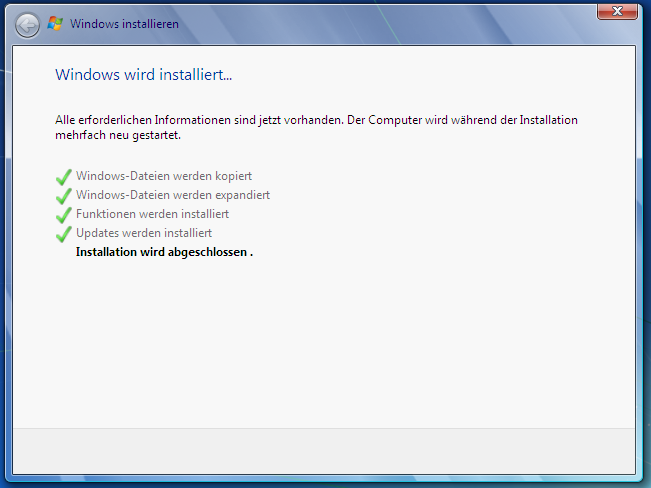 Windows installieren
Windows wird installiert...
Alle erforderlichen Informationen sind jetzt vorhanden. Der Computer wird während der Installation
mehrfach neu gestartet.
Windows-Dateien werden kopiert
Windows-Dateien werden expandiert
Funktionen werden installiert
Updates werden installiert
Installation wird abgeschlossen .